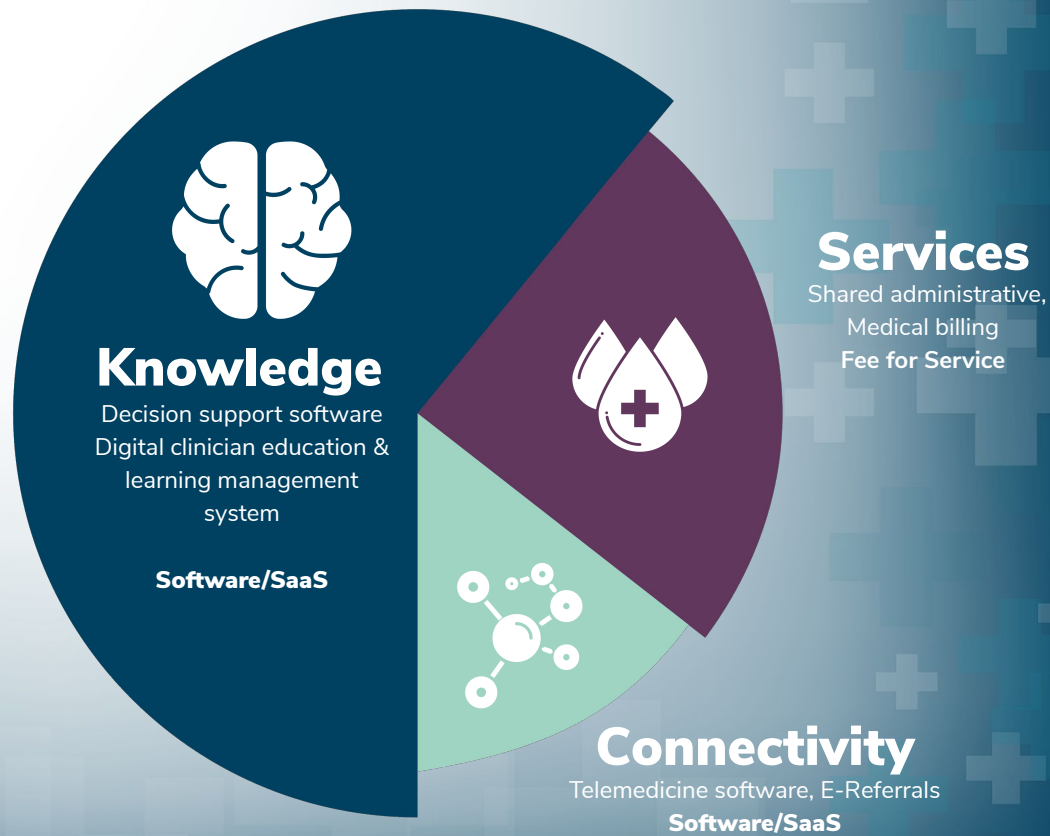 Knowledge
Decision support software
Digital clinician education &
learning management
system
Software/SaaS
Services
Shared administrative,
Medical billing
Fee for Service
Connectivity
Telemedicine software, E-Referrals
Software/SaaS